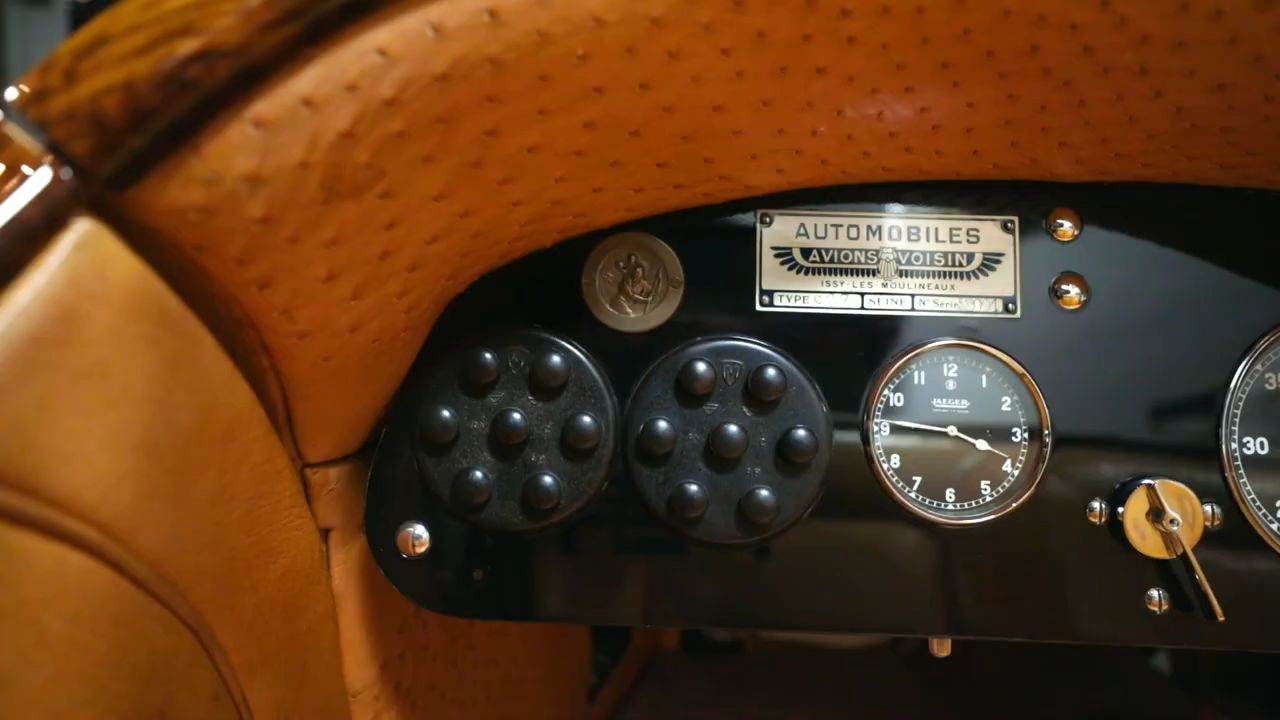 AUTOMOBILES
AVIONS VOISIN
ISSY-LES-MOULINEAUX
TYPE SEINE N° Série
12
11 1
10 2
JAEGER
9 3
8 4
7 5
6
30